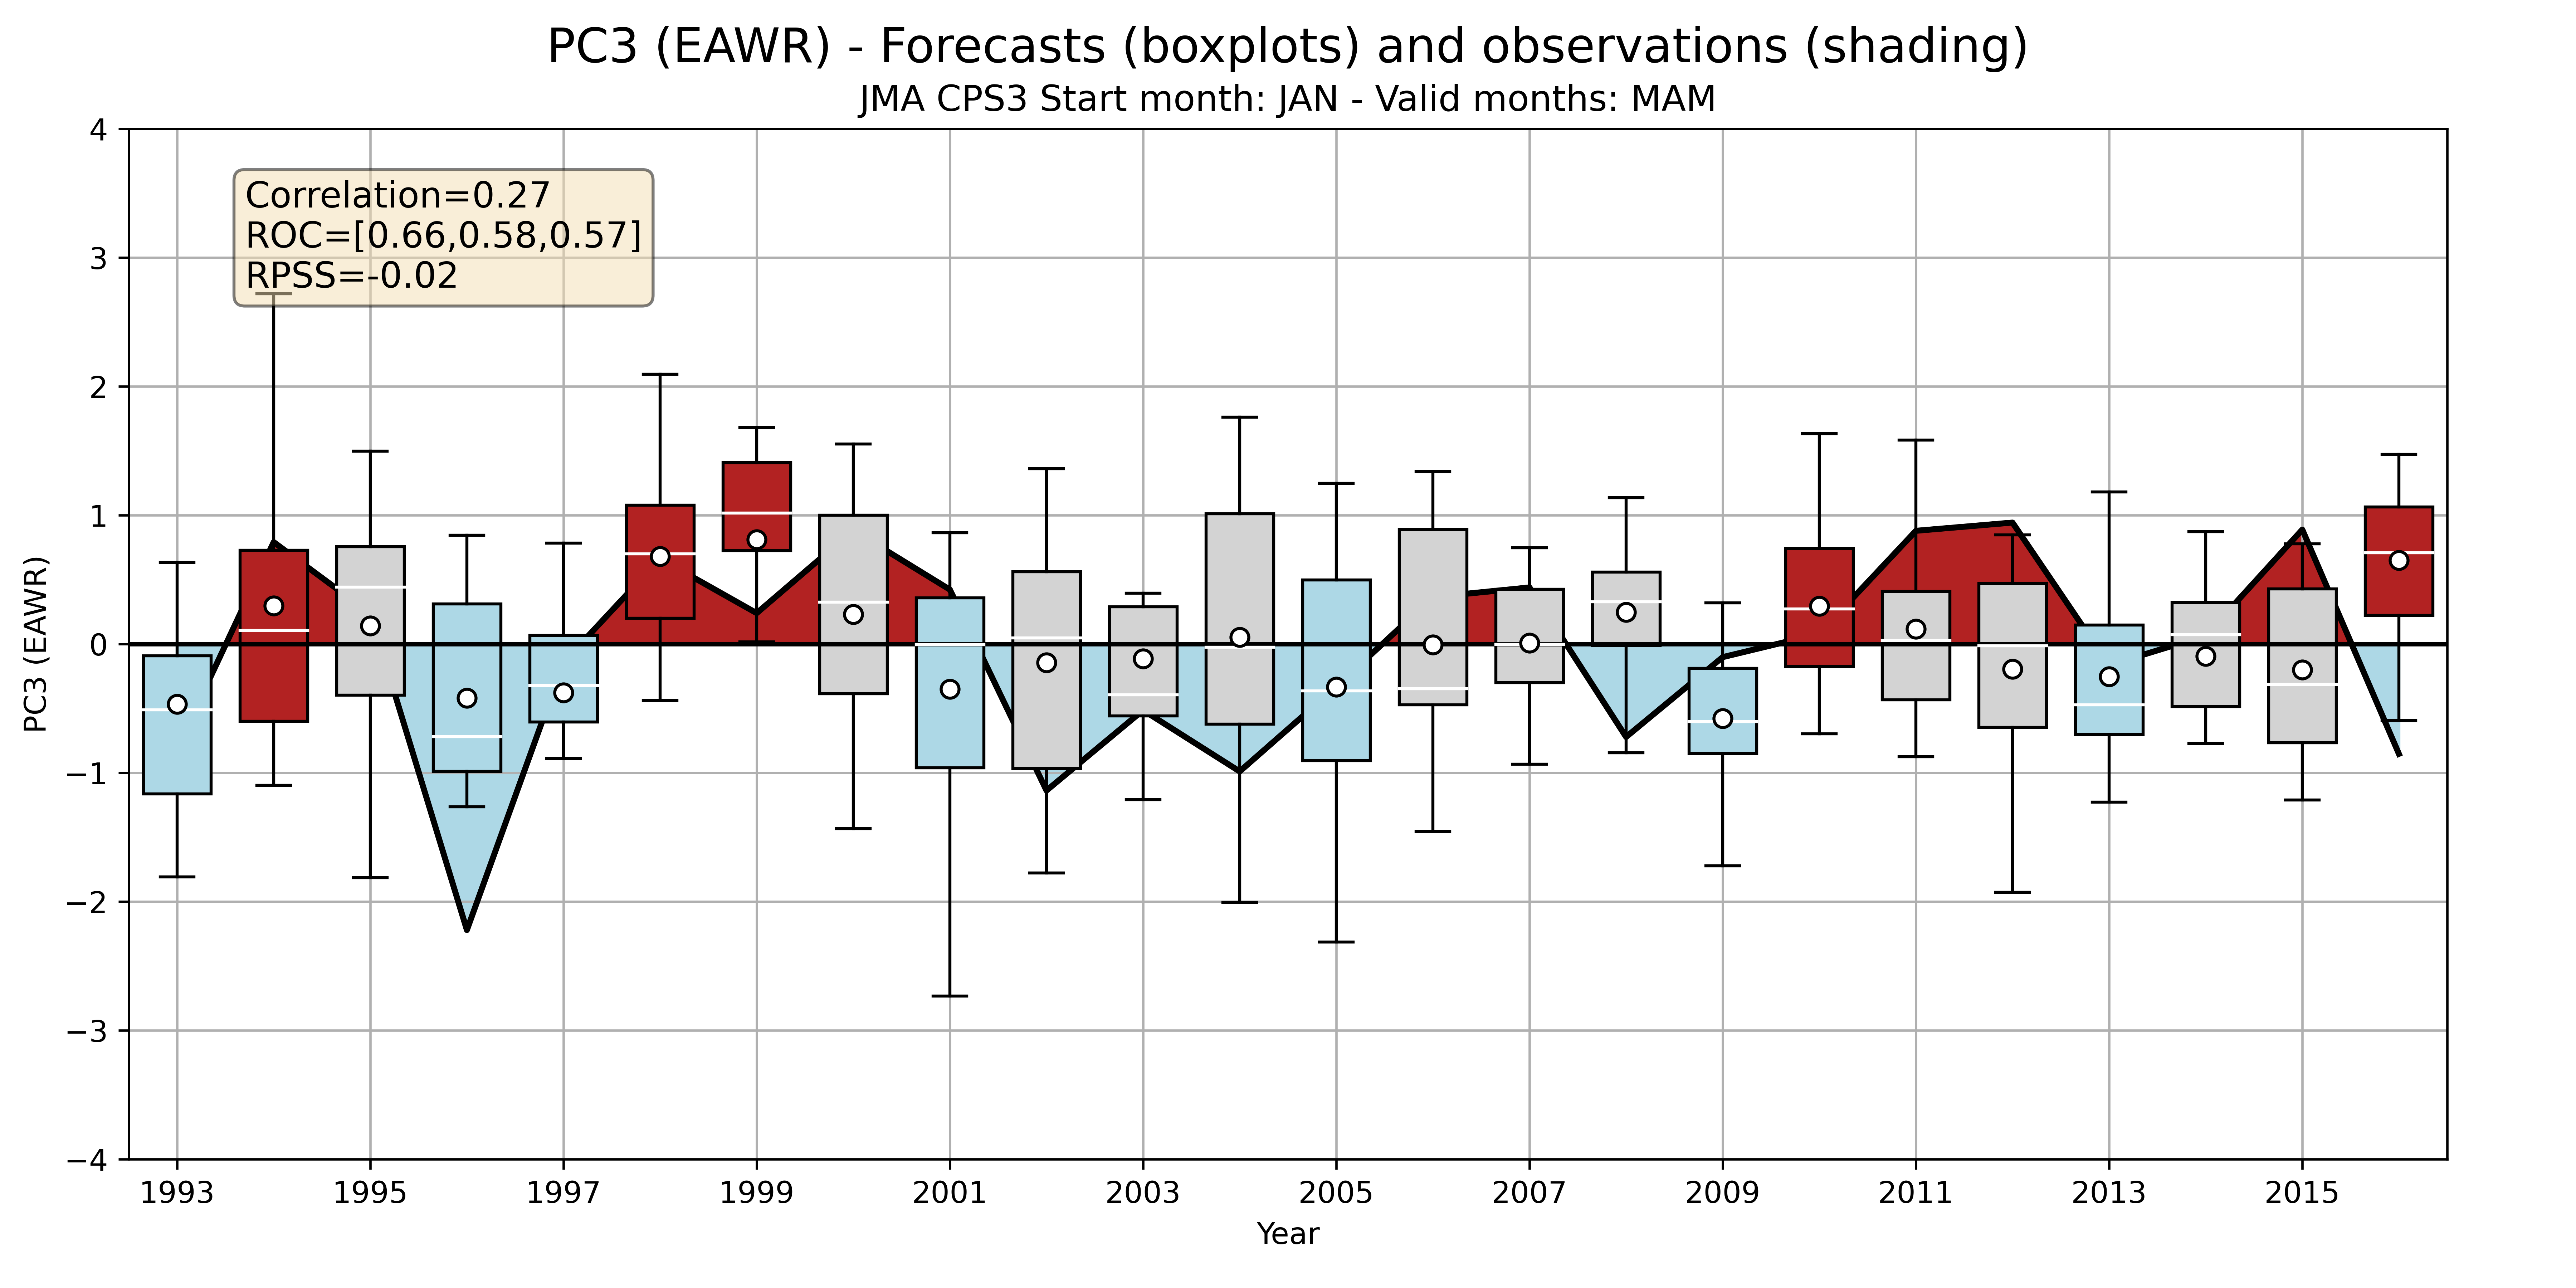 PC3 (EAWR) - Forecasts (boxplots) and observations (shading)
JMA CPS3 Start month: JAN - Valid months: MAM
Correlation=0.27
ROC=[0.66,0.58,0.57]
RPSS=-0.02
PC3 (EAWR)
4
3
2
1
0
−1
−2
−3
−4
1993 1995 1997 1999 2001 2003 2005 2007 2009 2011 2013 2015
Year